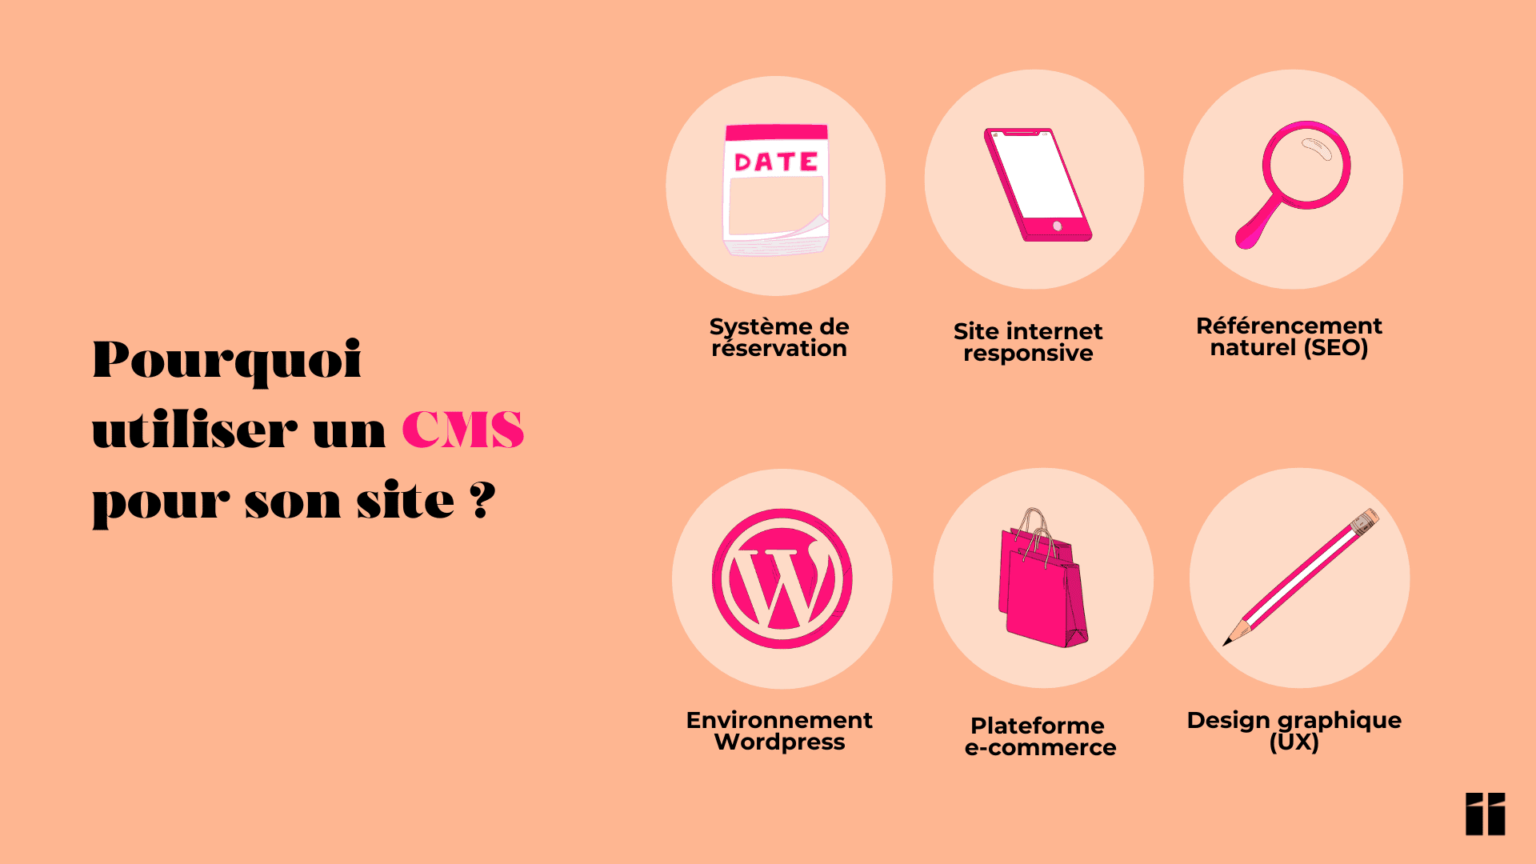 Pourquoi
utiliser un CMS
pour son site ?
DATE
Système de
réservation
Site internet
responsive
Référencement
naturel (SEO)
W
Environnement
Wordpress
Plateforme
e-commerce
Design graphique
(UX)